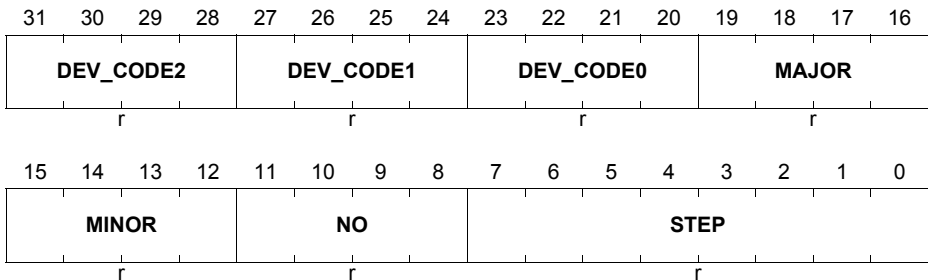 31 30 29 28 27 26 25 24 23 22 21 20 19 18 17 16
DEV_CODE2 DEV_CODE1 DEV_CODE0 MAJOR
r r r r
15 14 13 12 11 10 9 8 7 6 5 4 3 2 1 0
MINOR NO STEP
r r r